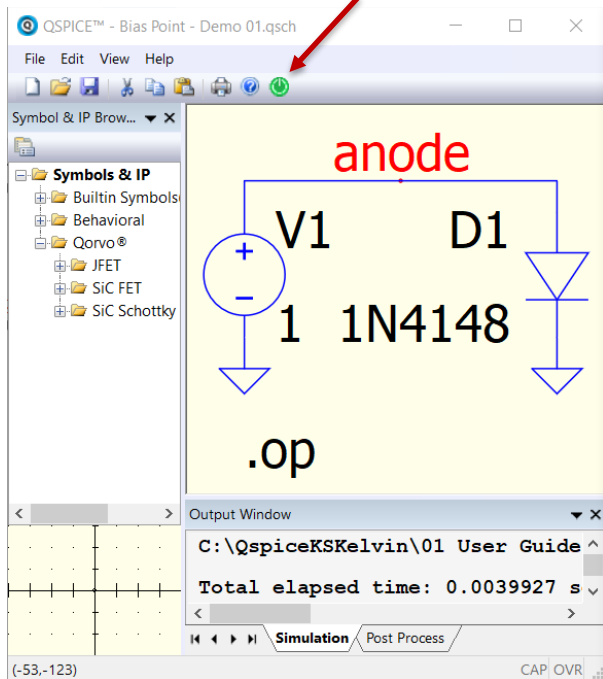 QSPICE™ - Bias Point - Demo 01.qsch
File Edit View Help
Symbol & IP Brow...
Symbols & IP
Builtin Symbols
Behavioral
Qorvo®
JFET
SiC FET
SiC Schottky
anode
V1
D1
+
−
1
1N4148
.op
Output Window
C:\QspiceKSKelvin\01 User Guide
Total elapsed time: 0.0039927 s
Simulation
Post Process
(-53,-123)
CAP OVR